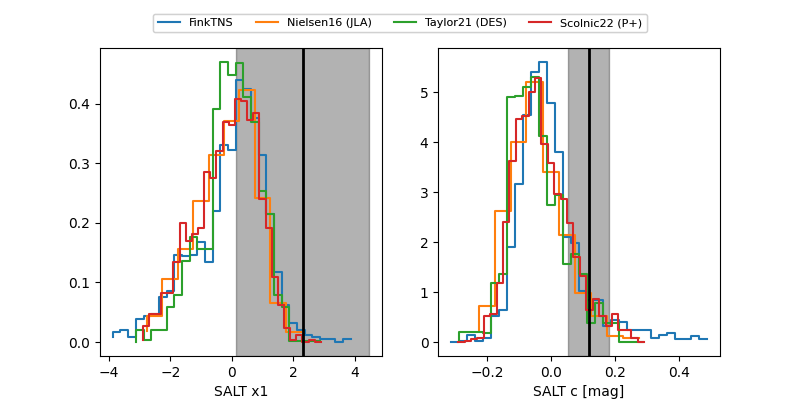 FinkTNS Nielsen16 (JLA) Taylor21 (DES) Scolnic22 (P+)
0.4
0.3
0.2
0.1
0.0
−4 −2 0 2 4
SALT x1
5
4
3
2
1
0
−0.2 0.0 0.2 0.4
SALT c [mag]